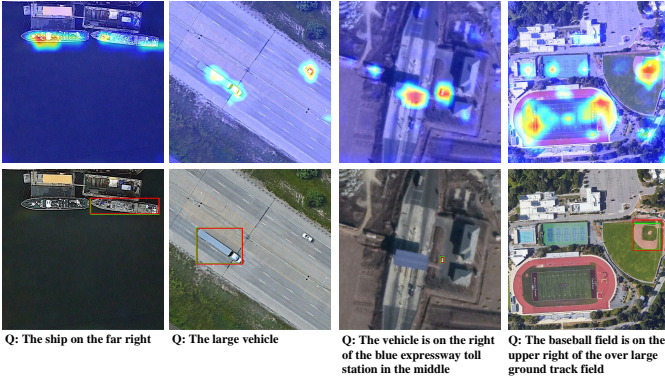 Q: The ship on the far right
Q: The large vehicle
Q: The vehicle is on the right
of the blue expressway toll
station in the middle
Q: The baseball field is on the
upper right of the over large
ground track field